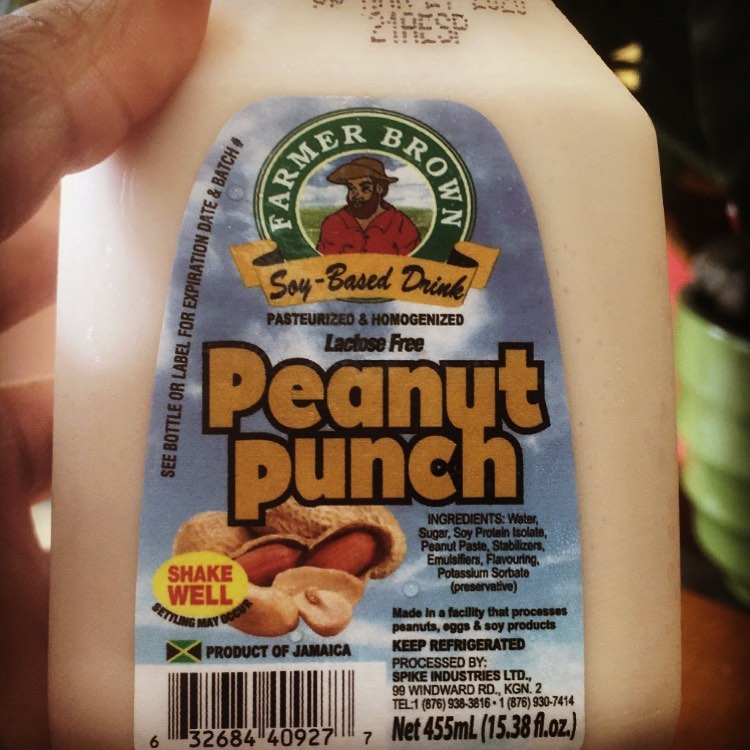 21RESP
SEE BOTTLE OR LABEL FOR EXPIRATION DATE & BATCH #
FARMER BROWN
Soy-Based Drink
PASTEURIZED & HOMOGENIZED
Lactose Free
Peanut
punch
INGREDIENTS: Water,
Sugar, Soy Protein Isolate,
Peanut Paste, Stabilizers,
Emulsifiers, Flavouring,
Potassium Sorbate
(preservative)
SHAKE
WELL
SETTLING MAY OCCUR
Made in a facility that processes
peanuts, eggs & soy products
KEEP REFRIGERATED
PRODUCT OF JAMAICA
PROCESSED BY:
SPIKE INDUSTRIES LTD.,
99 WINDWARD RD., KGN. 2
TEL:1 (876) 938-3816 • 1 (876) 930-7414
Net 455mL (15.38 fl.oz.)
6 32684 40927 7